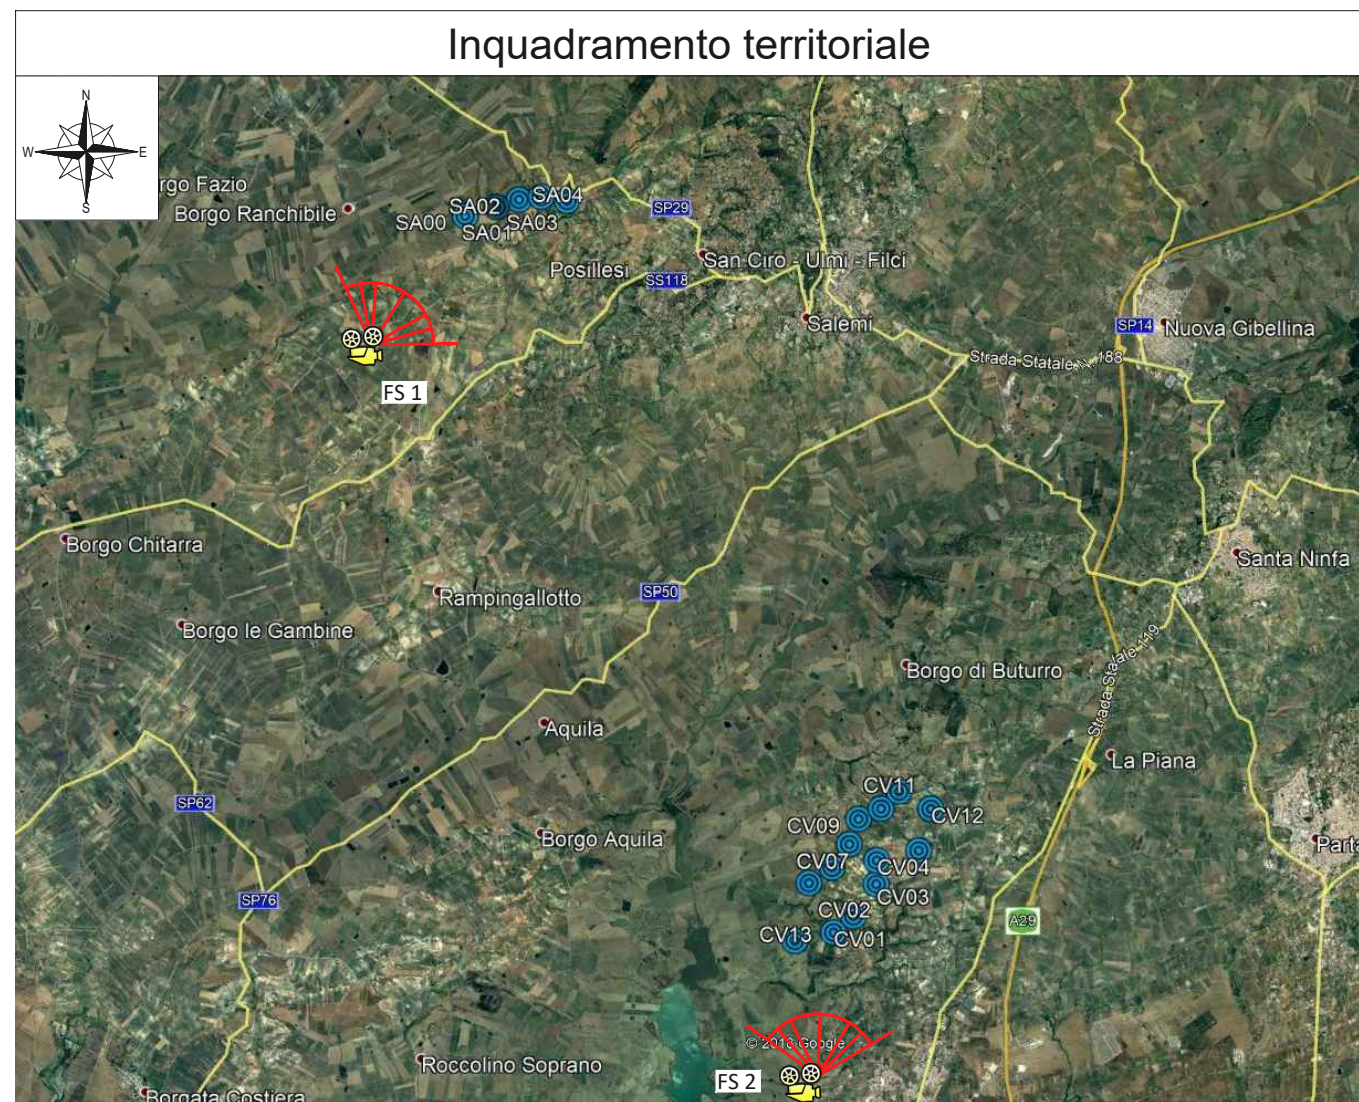 Inquadramento territoriale
N
W
E
S
rgo Fazio
Borgo Ranchibile
SA00
SA02
SA01
SA03
SA04
SP29
San Ciro - Ulmi - Filci
Posillesi
SS118
Salemi
SP14
Nuova Gibellina
Strada Statale N. 188
FS 1
Borgo Chitarra
Santa Ninfa
Rampingallotto
SP50
Borgo le Gambine
Borgo di Buturro
Strada Statale 119
Aquila
La Piana
CV11
SP62
CV12
CV09
Borgo Aquila
Parta
CV07
CV04
CV03
SP76
CV02
A29
CV13
CV01
© 2018 Google
Roccolino Soprano
FS 2
Borgata Costiera